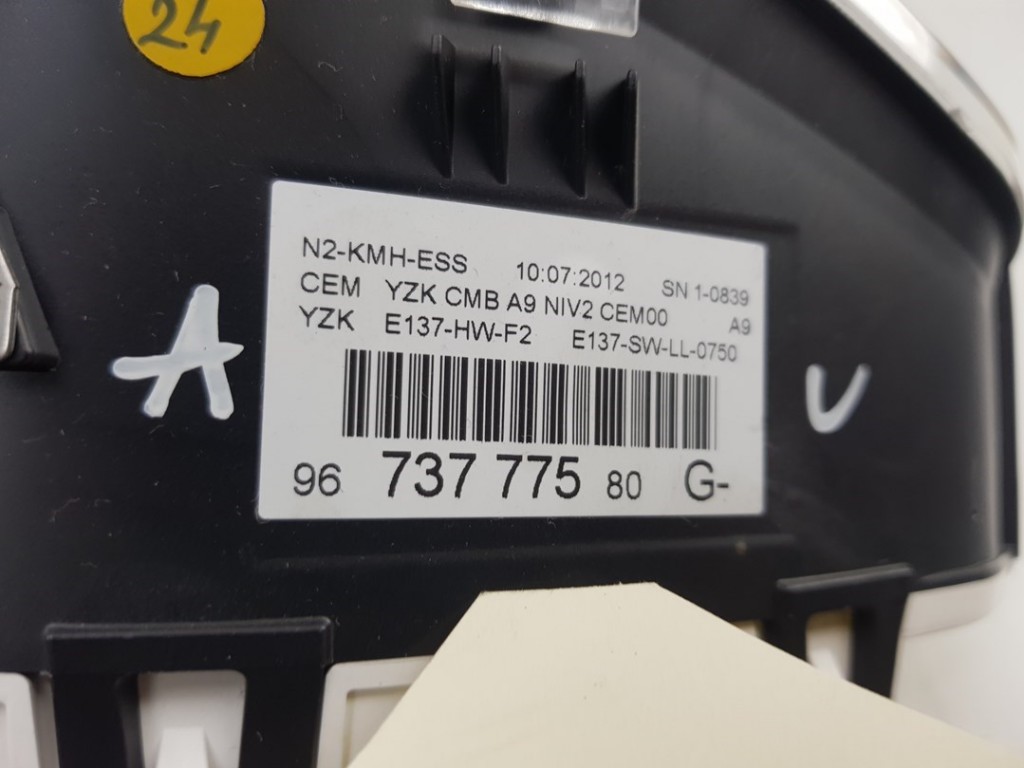 24
N2-KMH-ESS 10:07:2012 SN 1-0839
CEM YZK CMB A9 NIV2 CEM00 A9
YZK E137-HW-F2 E137-SW-LL-0750
A U
96 737 775 80 G-